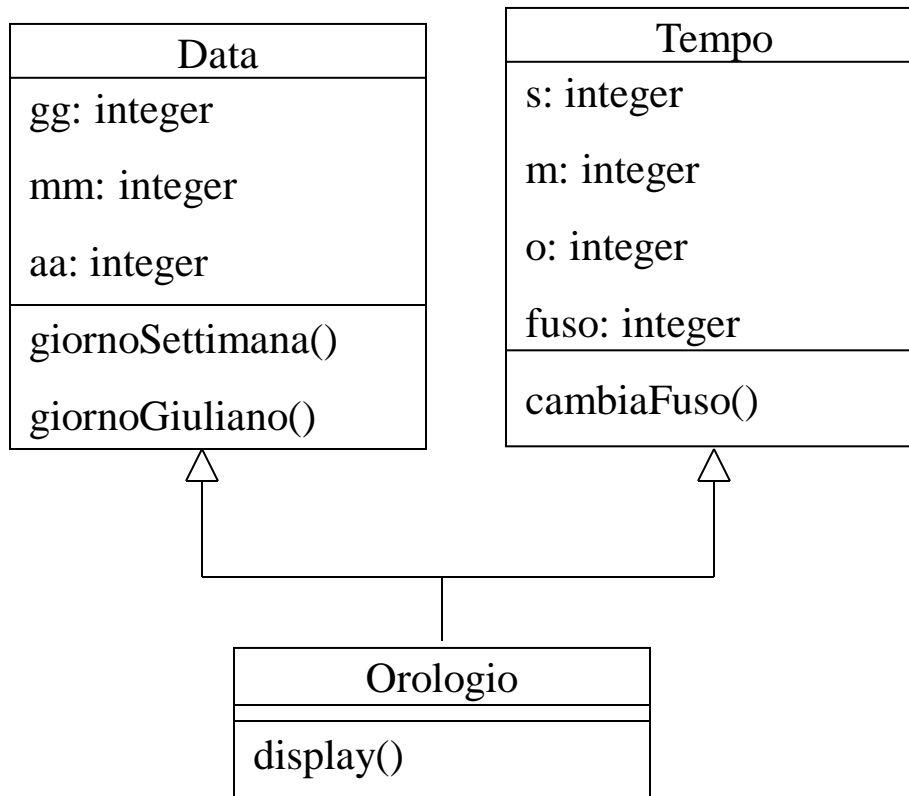 Data
gg: integer
mm: integer
aa: integer
giornoSettimana()
giornoGiuliano()
Tempo
s: integer
m: integer
o: integer
fuso: integer
cambiaFuso()
Orologio
display()